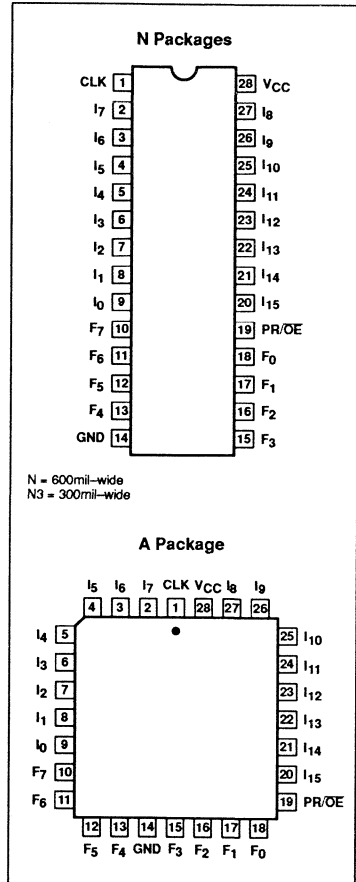 N Packages
CLK 1 28 VCC
I7 2 27 I8
I6 3 26 I9
I5 4 25 I10
I4 5 24 I11
I3 6 23 I12
I2 7 22 I13
I1 8 21 I14
I0 9 20 I15
F7 10 19 PR/O̅E̅
F6 11 18 F0
F5 12 17 F1
F4 13 16 F2
GND 14 15 F3
N = 600mil–wide
N3 = 300mil–wide
A Package
I5 I6 I7 CLK VCC I8 I9
4 3 2 1 28 27 26
I4 5 25 I10
I3 6 24 I11
I2 7 23 I12
I1 8 22 I13
I0 9 21 I14
F7 10 20 I15
F6 11 19 PR/O̅E̅
12 13 14 15 16 17 18
F5 F4 GND F3 F2 F1 F0